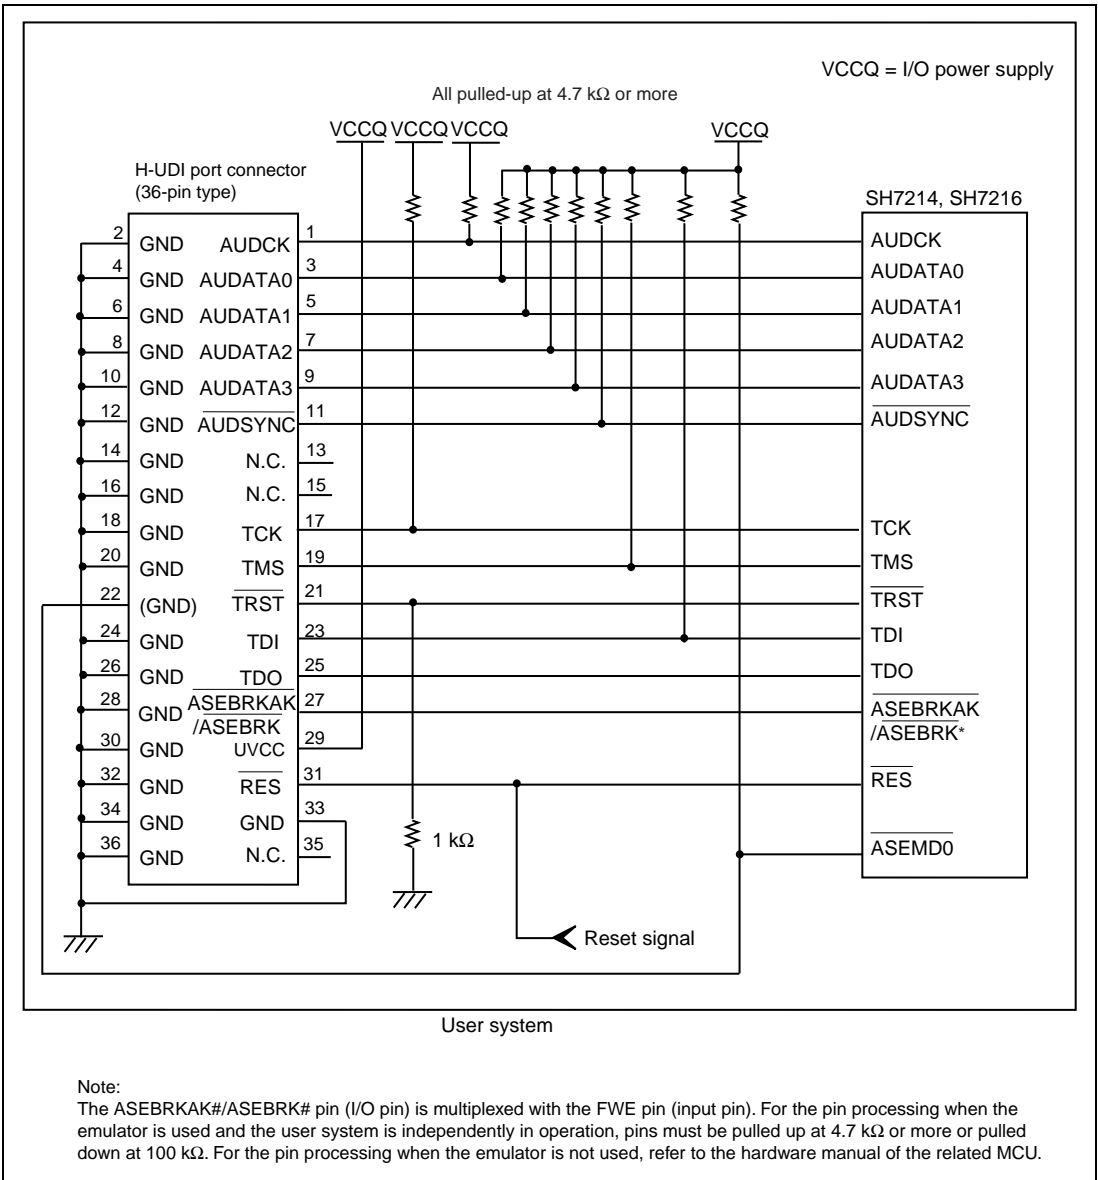 VCCQ = I/O power supply
All pulled-up at 4.7 kΩ or more
VCCQ VCCQ VCCQ VCCQ
H-UDI port connector
(36-pin type)
SH7214, SH7216
2 GND AUDCK 1 AUDCK
4 GND AUDATA0 3 AUDATA0
6 GND AUDATA1 5 AUDATA1
8 GND AUDATA2 7 AUDATA2
10 GND AUDATA3 9 AUDATA3
12 GND AUDSYNC 11 AUDSYNC
14 GND N.C. 13
16 GND N.C. 15
18 GND TCK 17 TCK
20 GND TMS 19 TMS
22 (GND) TRST 21 TRST
24 GND TDI 23 TDI
26 GND TDO 25 TDO
28 GND ASEBRKAK 27 ASEBRKAK
/ASEBRK /ASEBRK*
30 GND UVCC 29
32 GND RES 31 RES
34 GND GND 33
1 kΩ
36 GND N.C. 35 ASEMD0
Reset signal
User system
Note:
The ASEBRKAK#/ASEBRK# pin (I/O pin) is multiplexed with the FWE pin (input pin). For the pin processing when the
emulator is used and the user system is independently in operation, pins must be pulled up at 4.7 kΩ or more or pulled
down at 100 kΩ. For the pin processing when the emulator is not used, refer to the hardware manual of the related MCU.